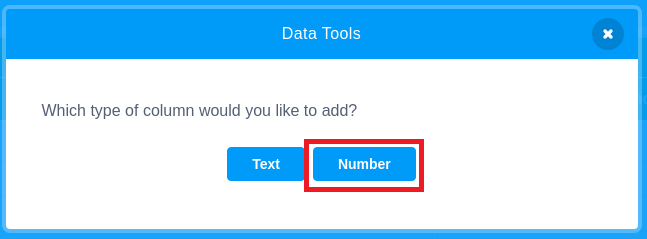 Data Tools
Which type of column would you like to add?
Text Number